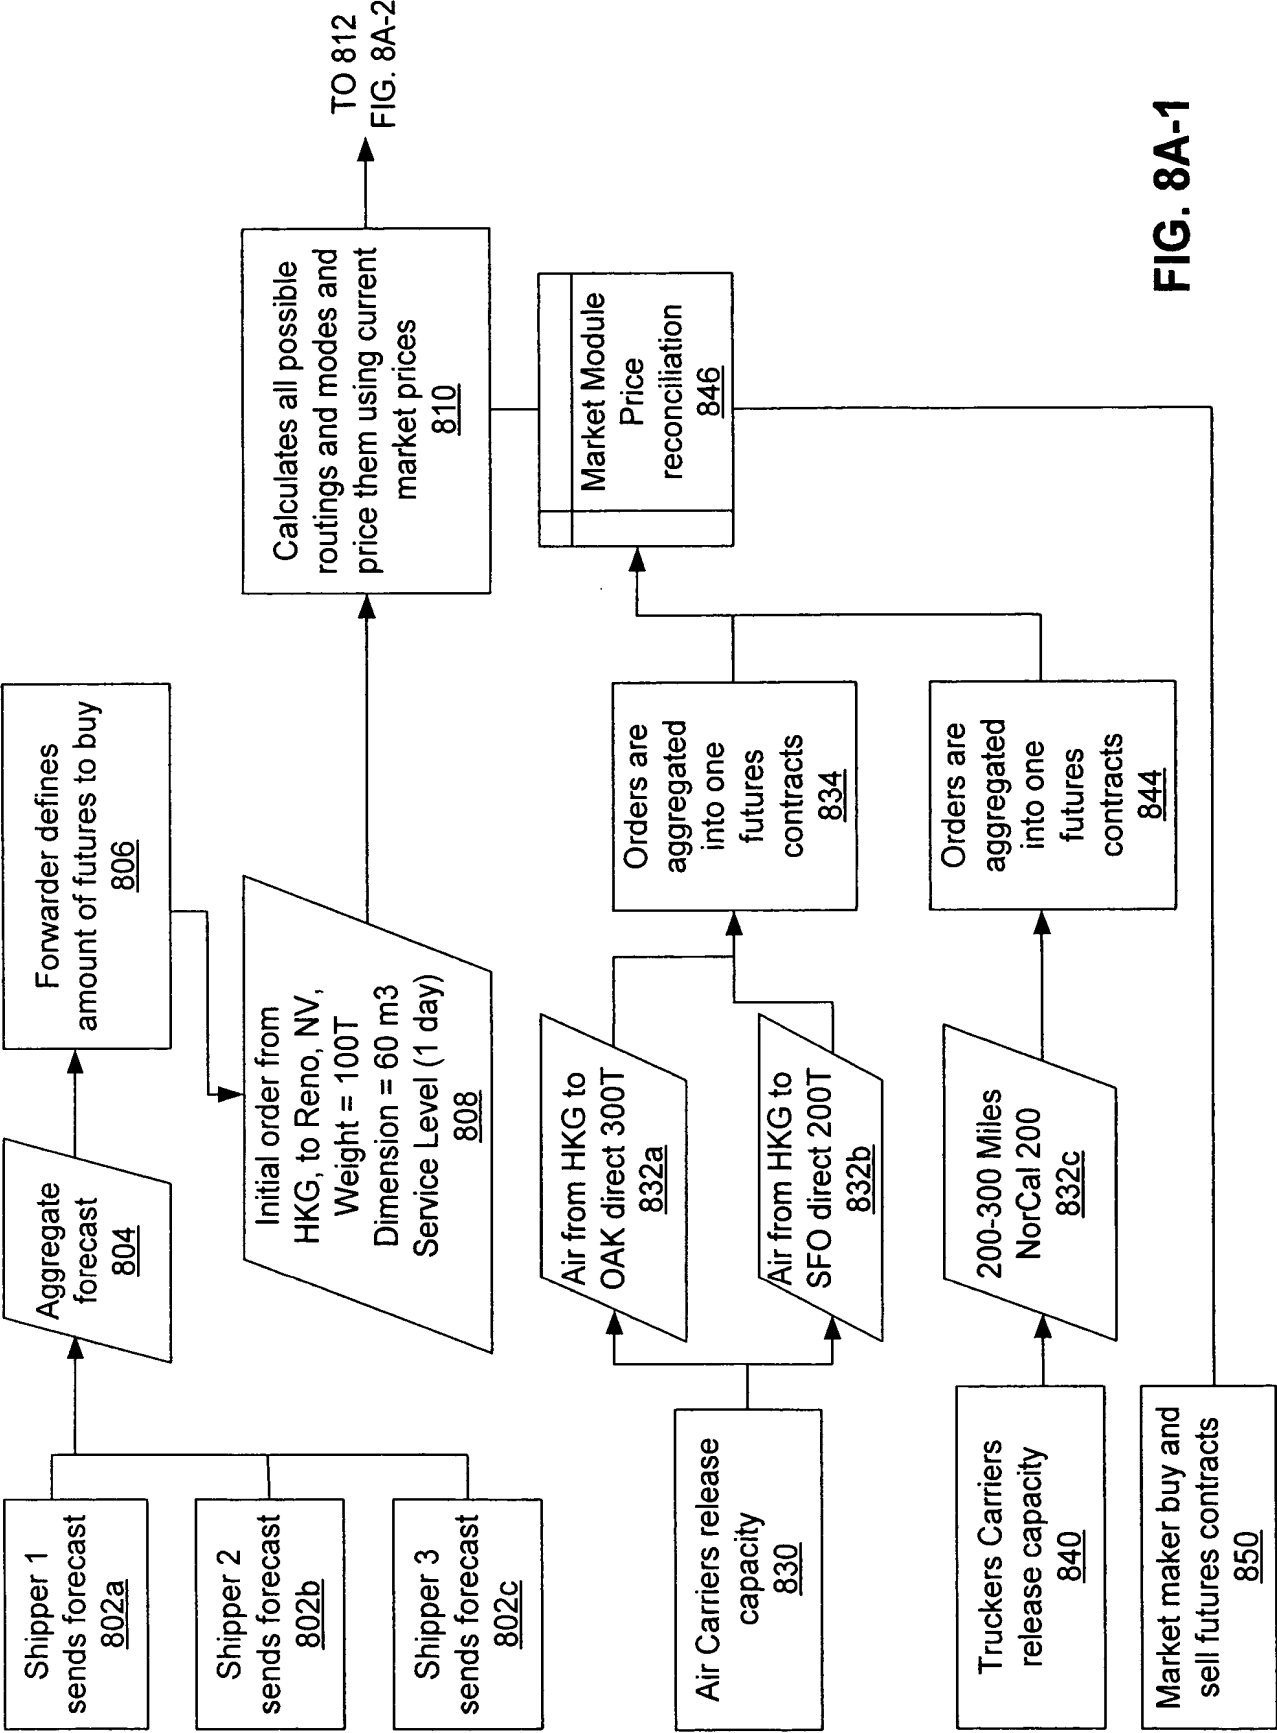 Shipper 1
sends forecast
802a
Shipper 2
sends forecast
802b
Shipper 3
sends forecast
802c
Aggregate
forecast
804
Forwarder defines
amount of futures to buy
806
Initial order from
HKG, to Reno, NV,
Weight = 100T
Dimension = 60 m3
Service Level (1 day)
808
Calculates all possible
routings and modes and
price them using current
market prices
810
TO 812
FIG. 8A-2
Air Carriers release
capacity
830
Air from HKG to
OAK direct 300T
832a
Air from HKG to
SFO direct 200T
832b
Orders are
aggregated
into one
futures
contracts
834
Market Module
Price
reconciliation
846
Truckers Carriers
release capacity
840
200-300 Miles
NorCal 200
832c
Orders are
aggregated
into one
futures
contracts
844
Market maker buy and
sell futures contracts
850
FIG. 8A-1